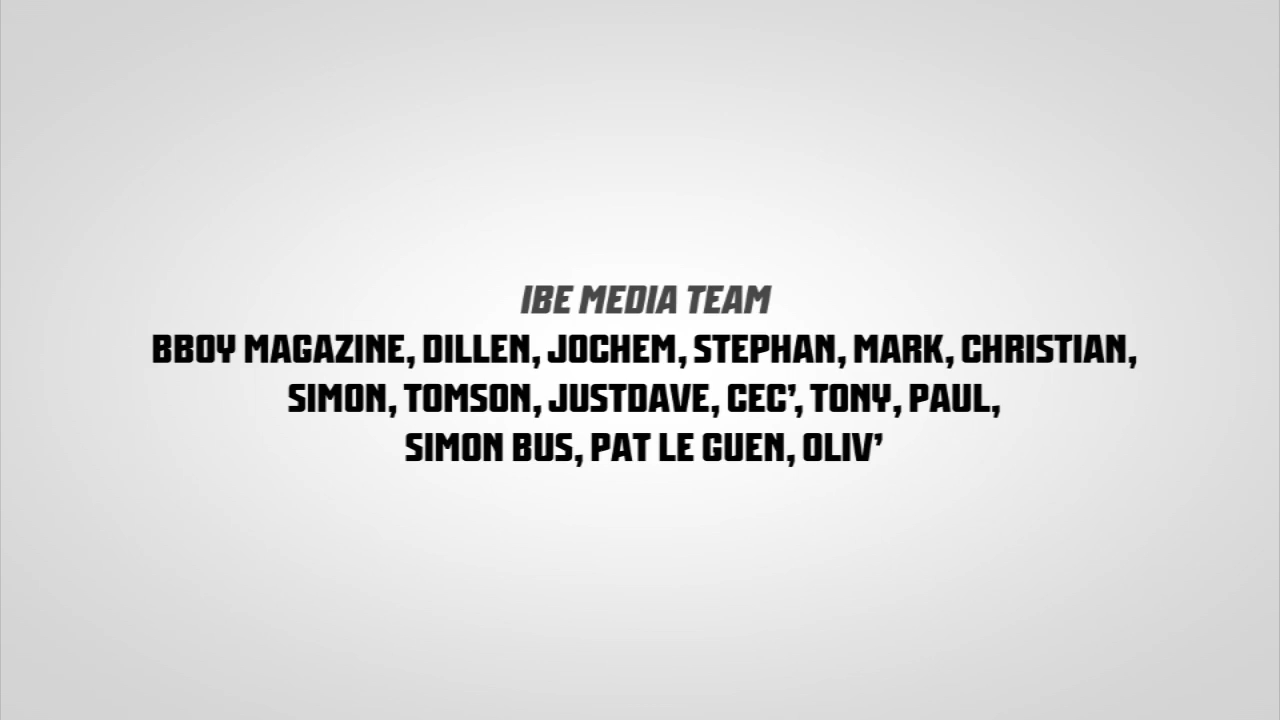 IBE MEDIA TEAM
BBOY MAGAZINE, DILLEN, JOCHEM, STEPHAN, MARK, CHRISTIAN,
SIMON, TOMSON, JUSTDAVE, CEC’, TONY, PAUL,
SIMON BUS, PAT LE GUEN, OLIV’